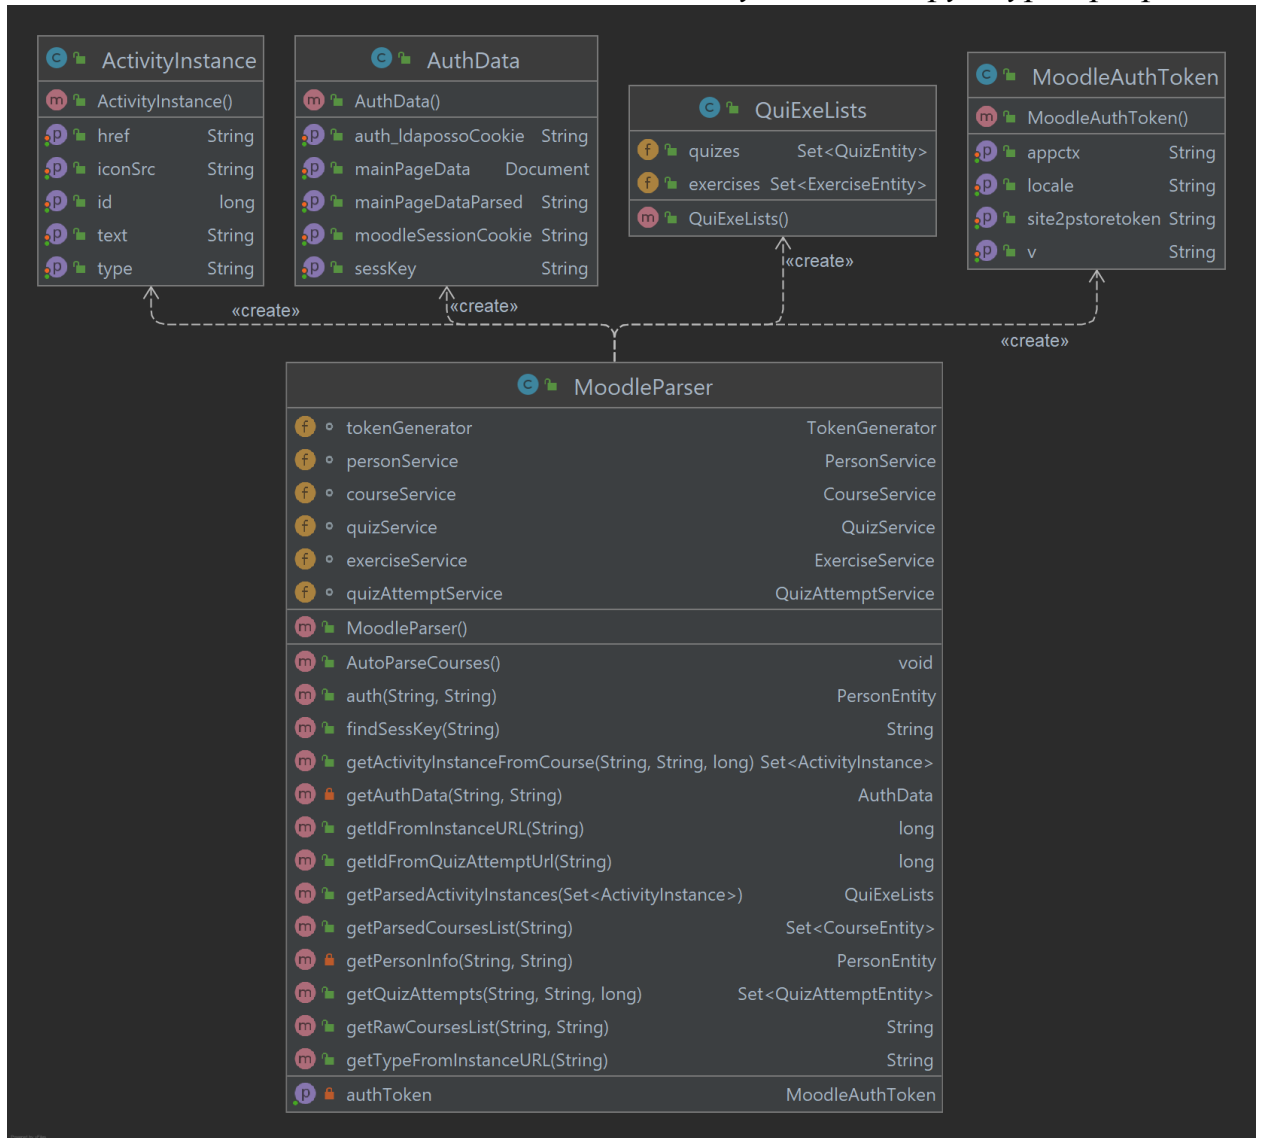 ActivityInstance
ActivityInstance()
href String
iconSrc String
id long
text String
type String
AuthData
AuthData()
auth_ldapossoCookie String
mainPageData Document
mainPageDataParsed String
moodleSessionCookie String
sessKey String
QuiExeLists
quizes Set<QuizEntity>
exercises Set<ExerciseEntity>
QuiExeLists()
MoodleAuthToken
MoodleAuthToken()
appctx String
locale String
site2pstoretoken String
v String
«create»
«create»
«create»
«create»
MoodleParser
tokenGenerator TokenGenerator
personService PersonService
courseService CourseService
quizService QuizService
exerciseService ExerciseService
quizAttemptService QuizAttemptService
MoodleParser()
AutoParseCourses() void
auth(String, String) PersonEntity
findSessKey(String) String
getActivityInstanceFromCourse(String, String, long) Set<ActivityInstance>
getAuthData(String, String) AuthData
getIdFromInstanceURL(String) long
getIdFromQuizAttemptUrl(String) long
getParsedActivityInstances(Set<ActivityInstance>) QuiExeLists
getParsedCoursesList(String) Set<CourseEntity>
getPersonInfo(String, String) PersonEntity
getQuizAttempts(String, String, long) Set<QuizAttemptEntity>
getRawCoursesList(String, String) String
getTypeFromInstanceURL(String) String
authToken MoodleAuthToken